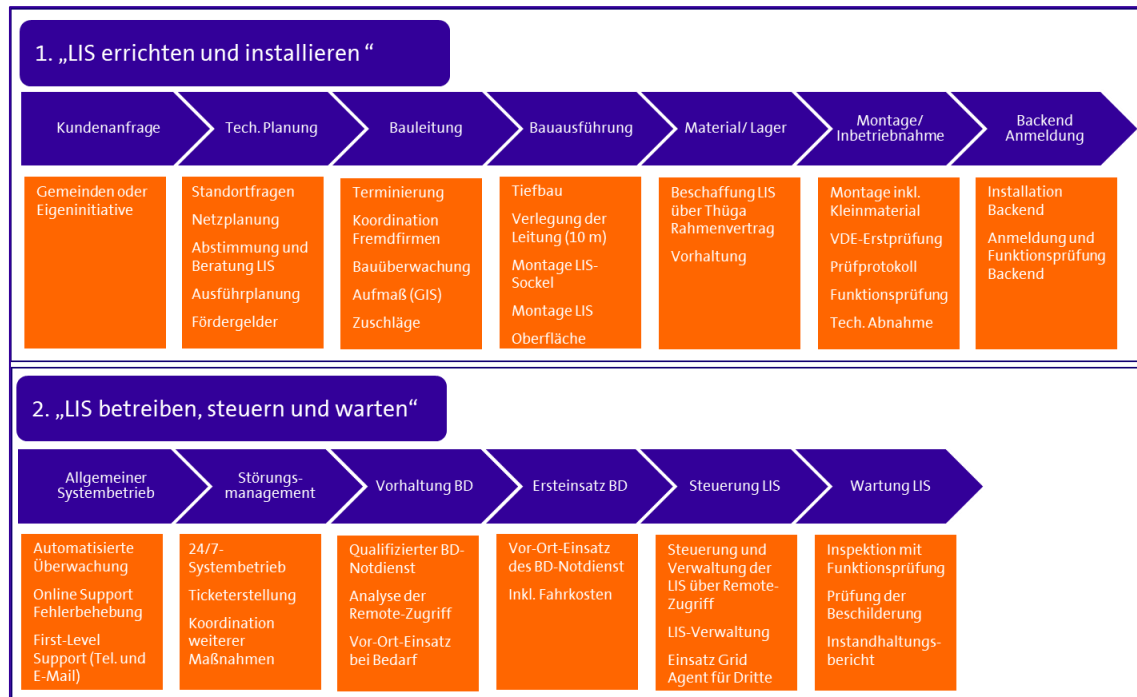 1. „LIS errichten und installieren “
Kundenanfrage
Tech. Planung
Bauleitung
Bauausführung
Material/ Lager
Montage/
Inbetriebnahme
Backend
Anmeldung
Gemeinden oder
Eigeninitiative
Standortfragen
Netzplanung
Abstimmung und
Beratung LIS
Ausführplanung
Fördergelder
Terminierung
Koordination
Fremdfirmen
Bauüberwachung
Aufmaß (GIS)
Zuschläge
Tiefbau
Verlegung der
Leitung (10 m)
Montage LIS-
Sockel
Montage LIS
Oberfläche
Beschaffung LIS
über Thüga
Rahmenvertrag
Vorhaltung
Montage inkl.
Kleinmaterial
VDE-Erstprüfung
Prüfprotokoll
Funktionsprüfung
Tech. Abnahme
Installation
Backend
Anmeldung und
Funktionsprüfung
Backend
2. „LIS betreiben, steuern und warten“
Allgemeiner
Systembetrieb
Störungs-
management
Vorhaltung BD
Ersteinsatz BD
Steuerung LIS
Wartung LIS
Automatisierte
Überwachung
Online Support
Fehlerbehebung
First-Level
Support (Tel. und
E-Mail)
24/7-
Systembetrieb
Ticketerstellung
Koordination
weiterer
Maßnahmen
Qualifizierter BD-
Notdienst
Analyse der
Remote-Zugriff
Vor-Ort-Einsatz
bei Bedarf
Vor-Ort-Einsatz
des BD-Notdienst
Inkl. Fahrkosten
Steuerung und
Verwaltung der
LIS über Remote-
Zugriff
LIS-Verwaltung
Einsatz Grid
Agent für Dritte
Inspektion mit
Funktionsprüfung
Prüfung der
Beschilderung
Instandhaltungs-
bericht